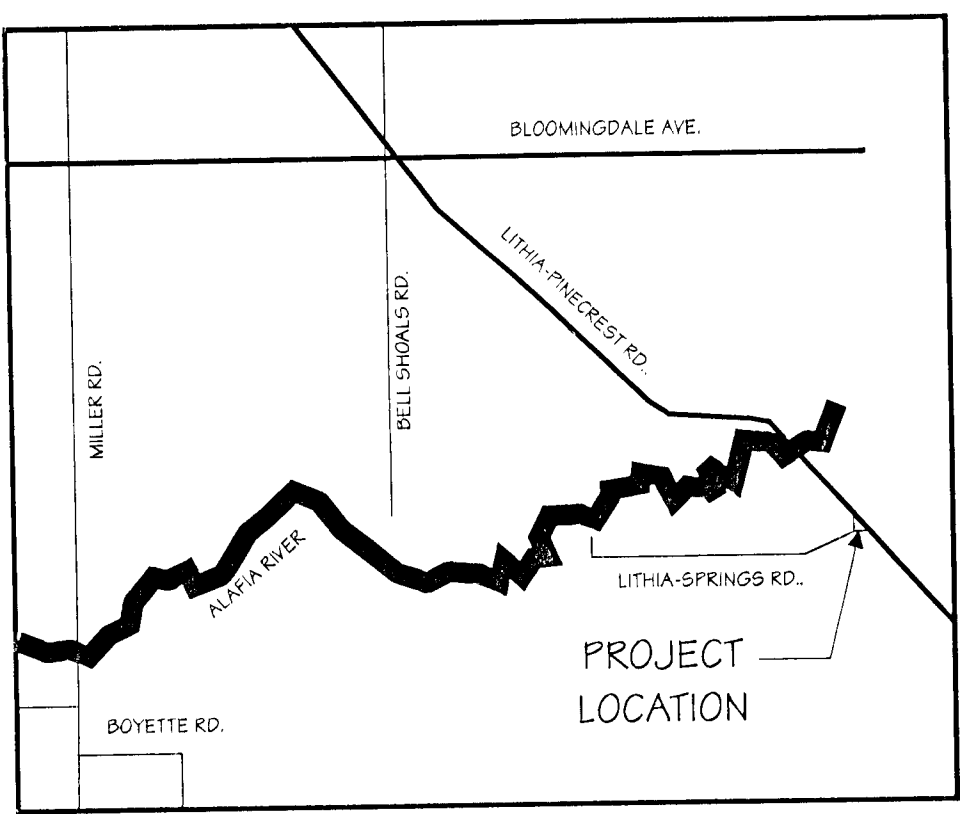 BLOOMINGDALE AVE.
LITHIA-PINECREST RD..
BELL SHOALS RD.
MILLER RD.
ALAFIA RIVER
LITHIA-SPRINGS RD..
PROJECT
LOCATION
BOYETTE RD.